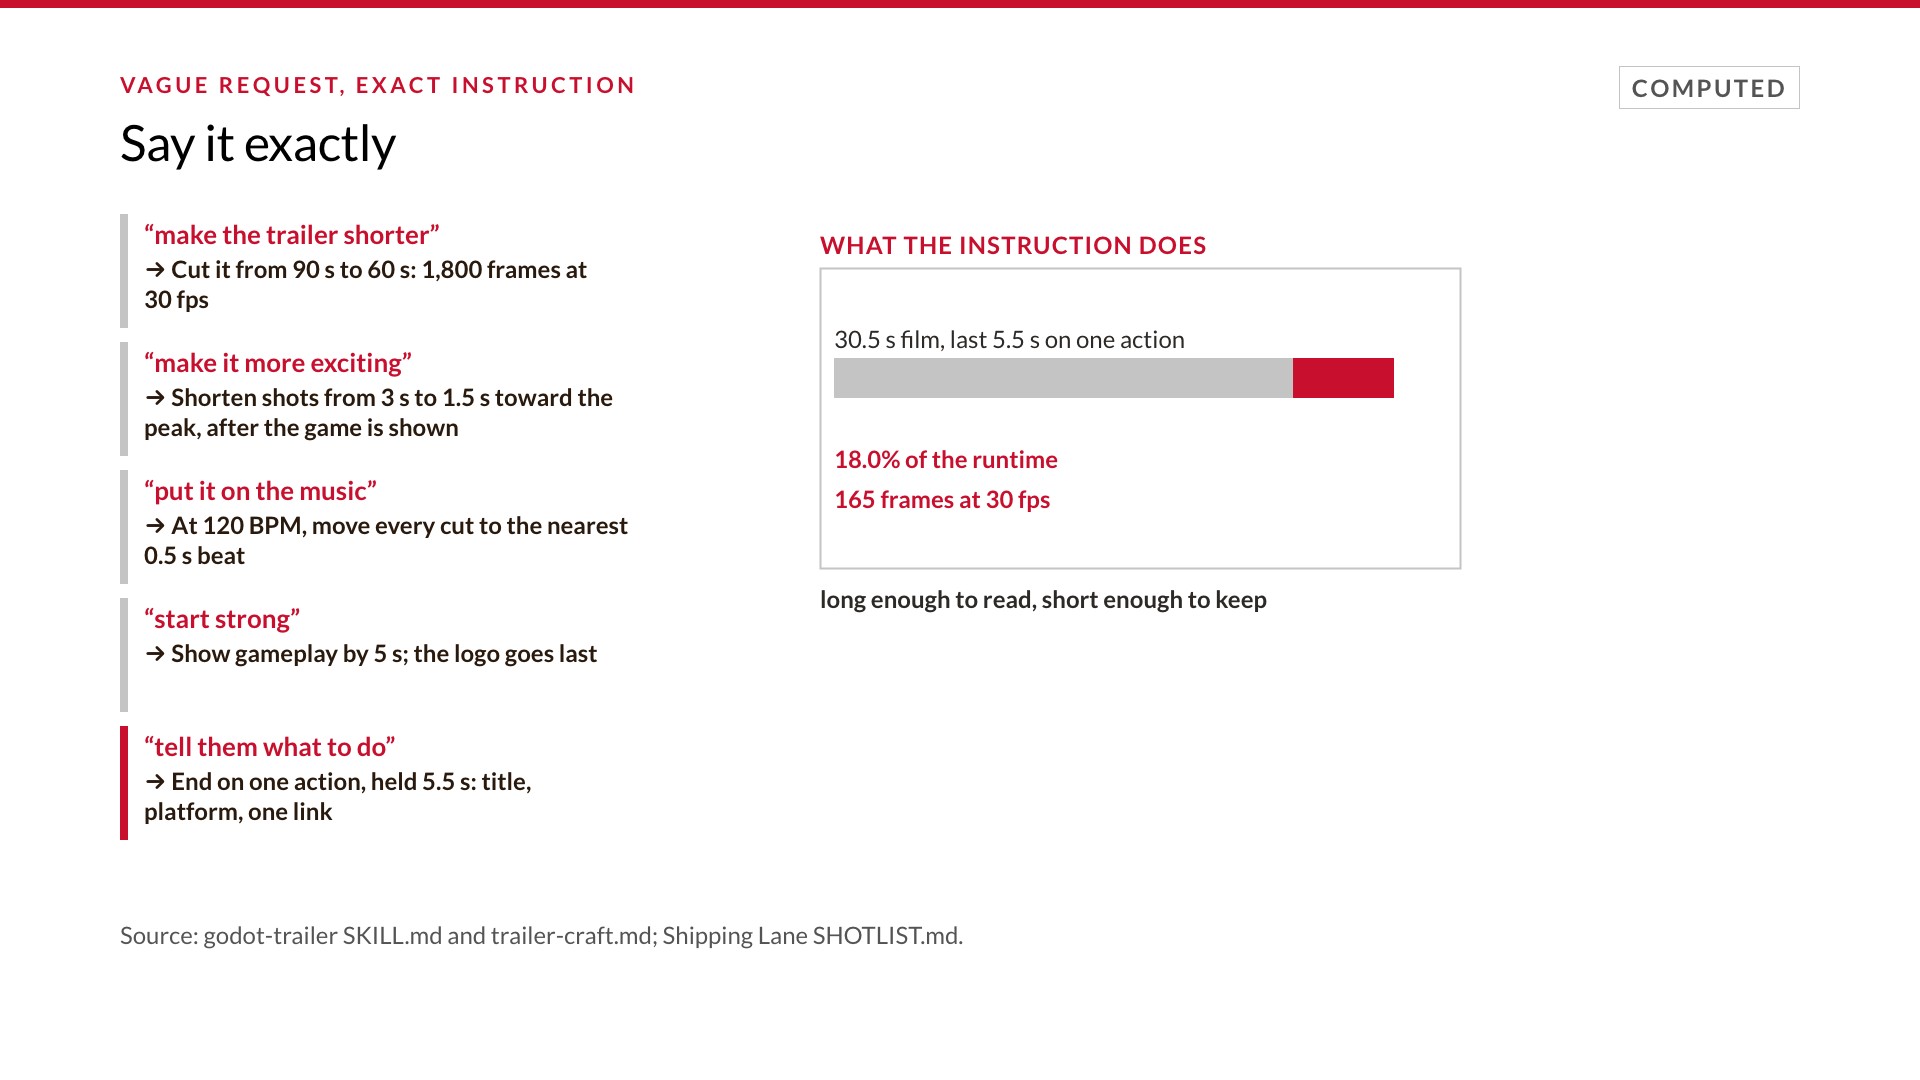 VAGUE REQUEST, EXACT INSTRUCTION
COMPUTED
Say it exactly
“make the trailer shorter”
→ Cut it from 90 s to 60 s: 1,800 frames at
30 fps
“make it more exciting”
→ Shorten shots from 3 s to 1.5 s toward the
peak, after the game is shown
“put it on the music”
→ At 120 BPM, move every cut to the nearest
0.5 s beat
“start strong”
→ Show gameplay by 5 s; the logo goes last
“tell them what to do”
→ End on one action, held 5.5 s: title,
platform, one link
WHAT THE INSTRUCTION DOES
30.5 s film, last 5.5 s on one action
18.0% of the runtime
165 frames at 30 fps
long enough to read, short enough to keep
Source: godot-trailer SKILL.md and trailer-craft.md; Shipping Lane SHOTLIST.md.